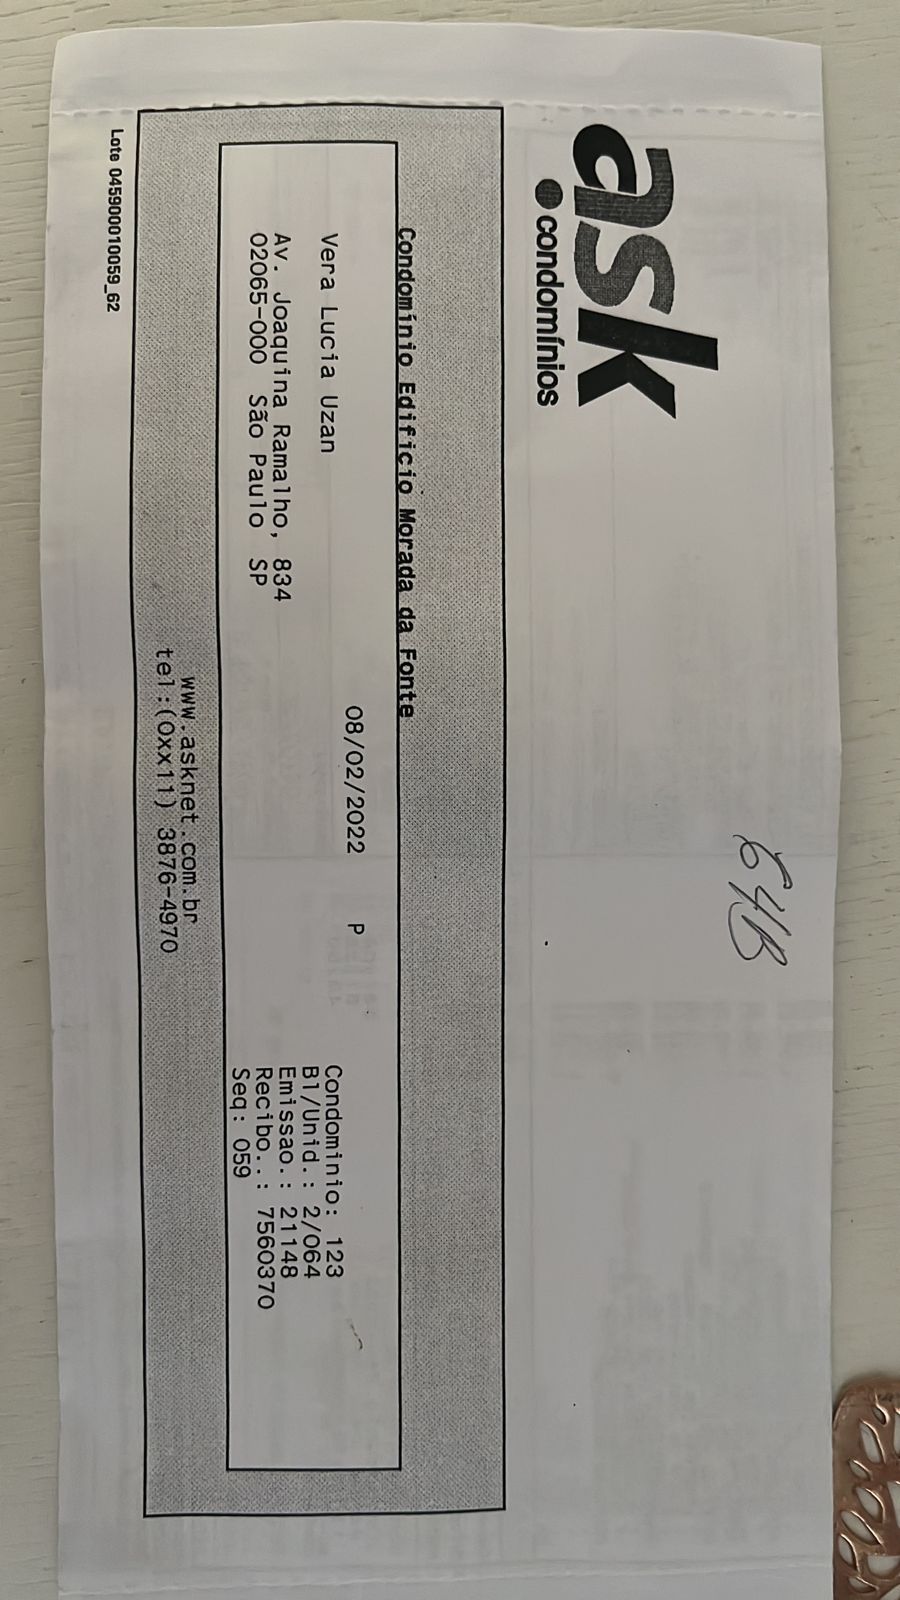 ask
condomínios
64B
Condomínio Edificio Morada da Fonte
08/02/2022 P
Vera Lucia Uzan
Av. Joaquina Ramalho, 834
02065-000 São Paulo SP
Condominio: 123
Bl/Unid.: 2/064
Emissao.: 21148
Recibo..: 7560370
Seq: 059
www.asknet.com.br
tel:(0xx11) 3876-4970
Lote 045900010059_62